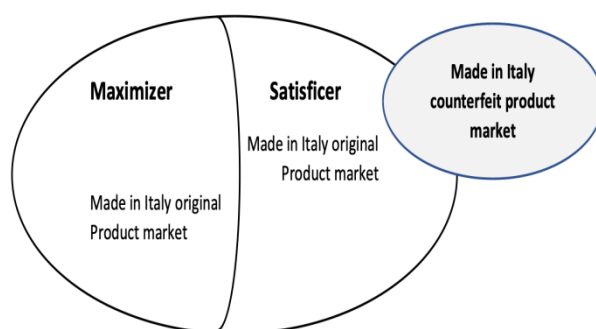 Maximizer
Made in Italy original
Product market
Satisficer
Made in Italy original
Product market
Made in Italy
counterfeit product
market